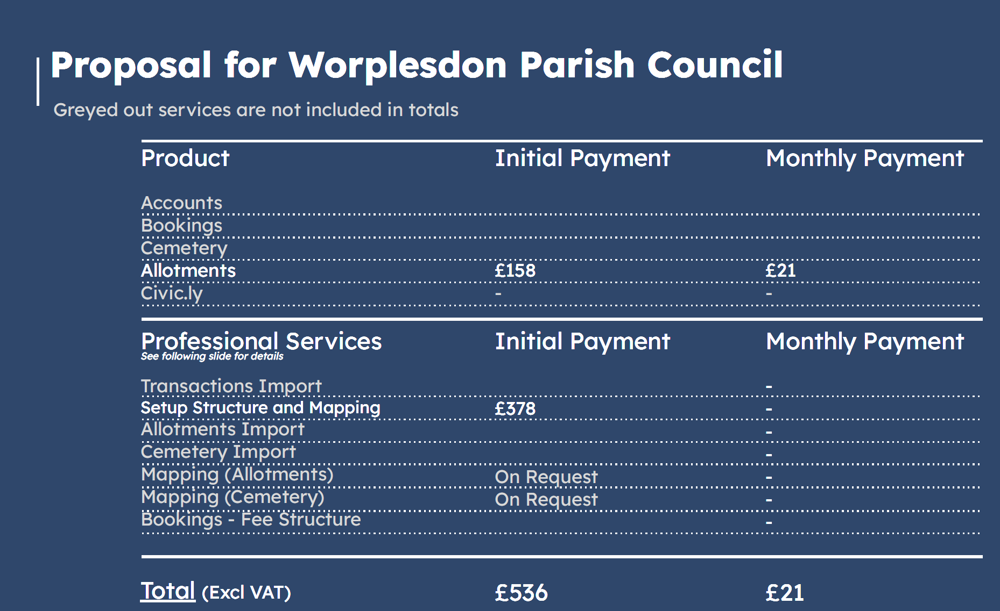 Proposal for Worplesdon Parish Council
Greyed out services are not included in totals
Product Initial Payment Monthly Payment
Accounts
Bookings
Cemetery
Allotments £158 £21
Civic.ly - -
Professional Services Initial Payment Monthly Payment
See following slide for details
Transactions Import -
Setup Structure and Mapping £378 -
Allotments Import -
Cemetery Import -
Mapping (Allotments) On Request -
Mapping (Cemetery) On Request -
Bookings - Fee Structure -
Total (Excl VAT) £536 £21